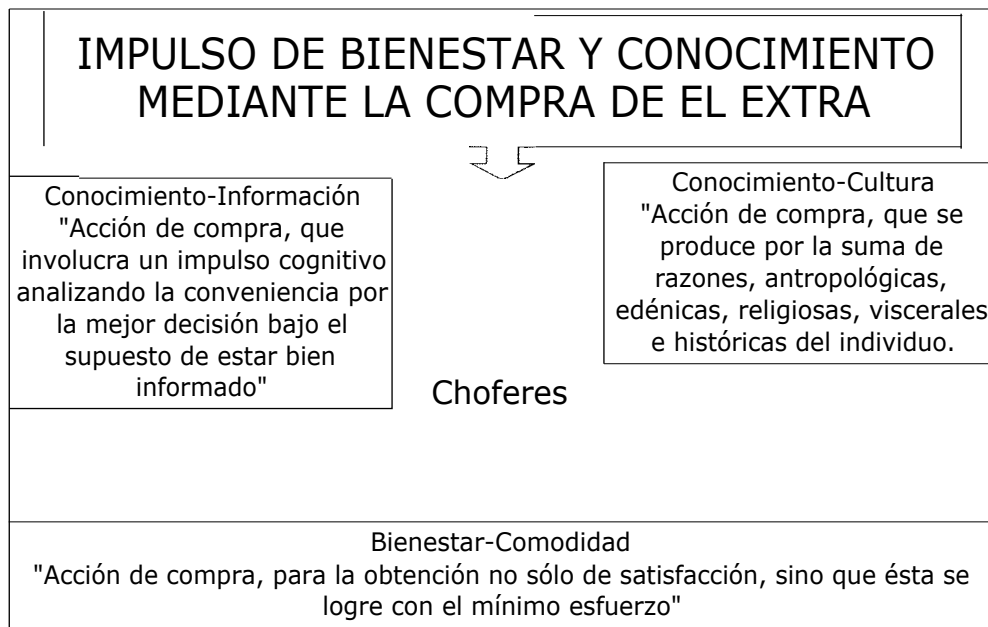 IMPULSO DE BIENESTAR Y CONOCIMIENTO
MEDIANTE LA COMPRA DE EL EXTRA
Conocimiento-Información
"Acción de compra, que
involucra un impulso cognitivo
analizando la conveniencia por
la mejor decisión bajo el
supuesto de estar bien
informado"
Conocimiento-Cultura
"Acción de compra, que se
produce por la suma de
razones, antropológicas,
edénicas, religiosas, viscerales
e históricas del individuo.
Choferes
Bienestar-Comodidad
"Acción de compra, para la obtención no sólo de satisfacción, sino que ésta se
logre con el mínimo esfuerzo"